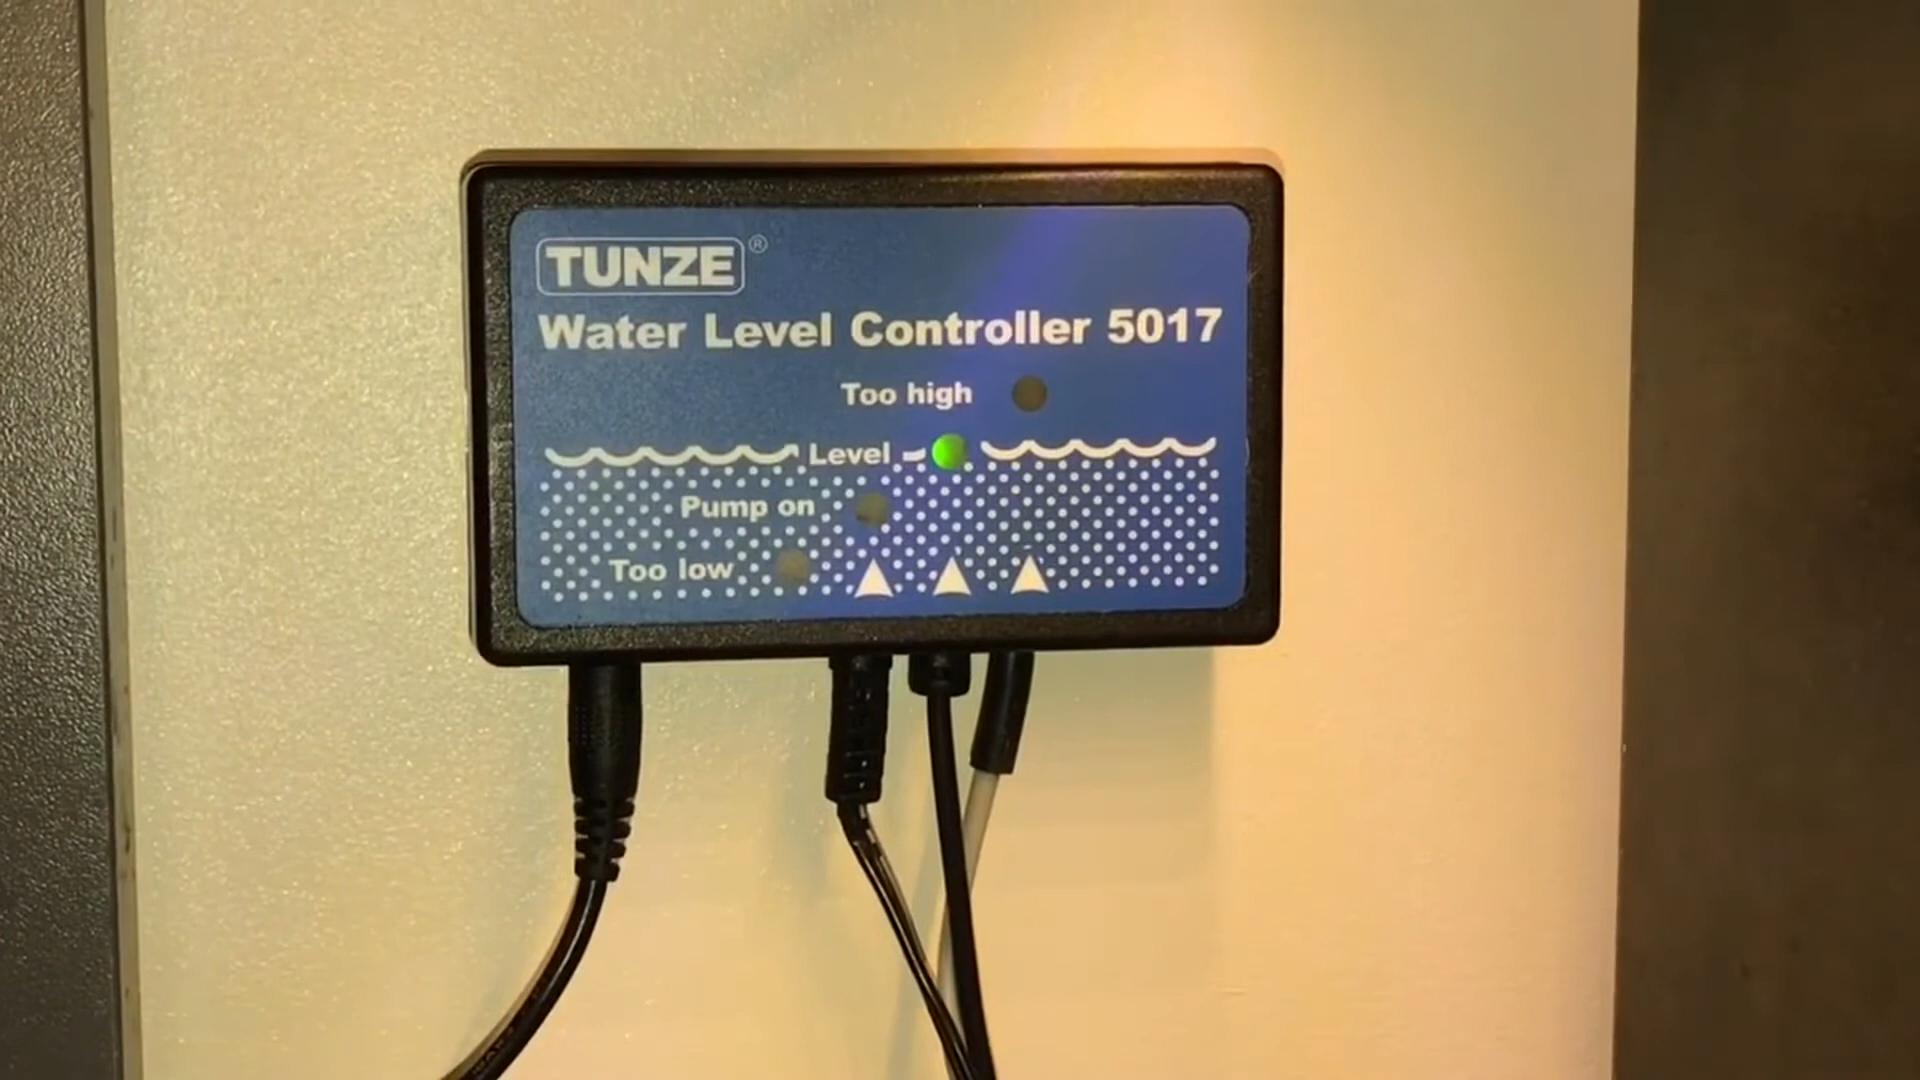 TUNZE®
Water Level Controller 5017
Too high
Level
Pump on
Too low